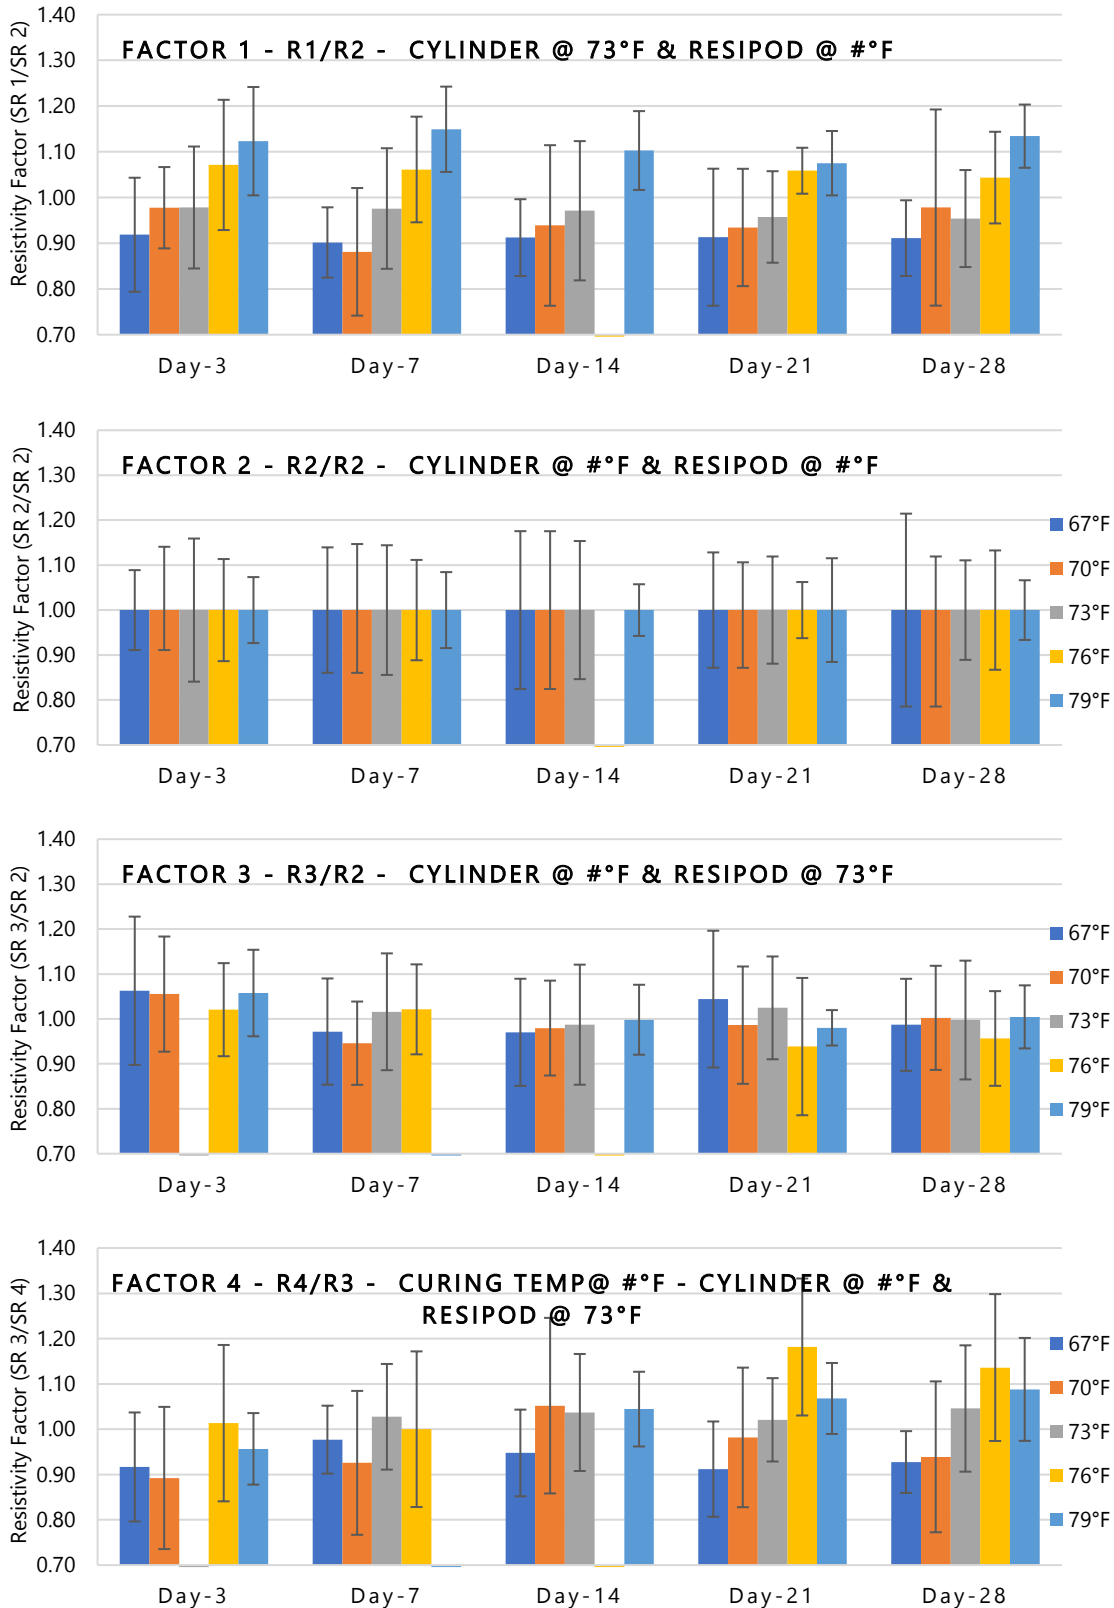 1.40
FACTOR 1 - R1/R2 - CYLINDER @ 73°F & RESIPOD @ #°F
1.30
1.20
1.10
1.00
0.90
0.80
0.70
Resistivity Factor (SR 1/SR 2)
Day-3 Day-7 Day-14 Day-21 Day-28
1.40
FACTOR 2 - R2/R2 - CYLINDER @ #°F & RESIPOD @ #°F
1.30
1.20
1.10
1.00
0.90
0.80
0.70
Resistivity Factor (SR 2/SR 2)
67°F
70°F
73°F
76°F
79°F
Day-3 Day-7 Day-14 Day-21 Day-28
1.40
FACTOR 3 - R3/R2 - CYLINDER @ #°F & RESIPOD @ 73°F
1.30
1.20
1.10
1.00
0.90
0.80
0.70
Resistivity Factor (SR 3/SR 2)
67°F
70°F
73°F
76°F
79°F
Day-3 Day-7 Day-14 Day-21 Day-28
1.40
FACTOR 4 - R4/R3 - CURING TEMP@ #°F - CYLINDER @ #°F &
RESIPOD @ 73°F
1.30
1.20
1.10
1.00
0.90
0.80
0.70
Resistivity Factor (SR 3/SR 4)
67°F
70°F
73°F
76°F
79°F
Day-3 Day-7 Day-14 Day-21 Day-28